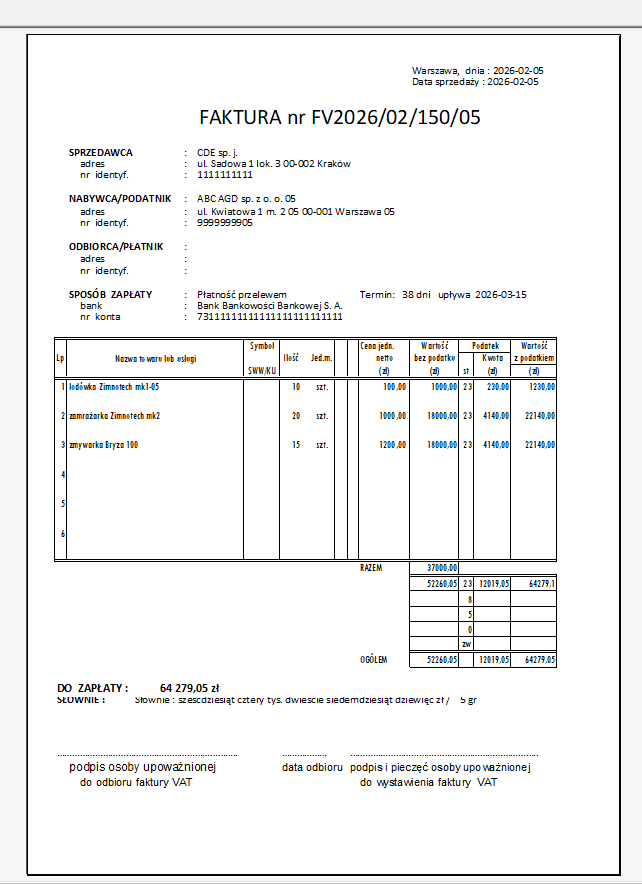 Warszawa, dnia : 2026-02-05
Data sprzedaży : 2026-02-05
FAKTURA nr FV2026/02/150/05
SPRZEDAWCA : CDE sp. j.
adres : ul. Sadowa 1 lok. 3 00-002 Kraków
nr identyf. : 1111111111
NABYWCA/PODATNIK : ABC AGD sp. z o. o. 05
adres : ul. Kwiatowa 1 m. 2 05 00-001 Warszawa 05
nr identyf. : 9999999905
ODBIORCA/PŁATNIK :
adres :
nr identyf. :
SPOSÓB ZAPŁATY : Płatność przelewem Termin: 38 dni upływa 2026-03-15
bank : Bank Bankowości Bankowej S. A.
nr konta : 73111111111111111111111111
Symbol Cena jedn. Wartość Podatek Wartość
Lp Nazwa towaru lub usługi Ilość Jed.m. netto bez podatku Kwota z podatkiem
SWW/KU (zł) (zł) st (zł) (zł)
1 lodówka Zimnotech mk1-05 10 szt. 100,00 1000,00 23 230,00 1230,00
2 zamrażarka Zimnotech mk2 20 szt. 1000,00 18000,00 23 4140,00 22140,00
3 zmywarka Bryza 100 15 szt. 1200,00 18000,00 23 4140,00 22140,00
4
5
6
RAZEM 37000,00
52260,05 23 12019,05 64279,1
8
5
0
zw
OGÓŁEM 52260,05 12019,05 64279,05
DO ZAPŁATY : 64 279,05 zł
SŁOWNIE : Słownie : sześćdziesiąt cztery tys. dwieście siedemdziesiąt dziewięć zł / 5 gr
podpis osoby upoważnionej data odbioru podpis i pieczęć osoby upoważnionej
do odbioru faktury VAT do wystawienia faktury VAT